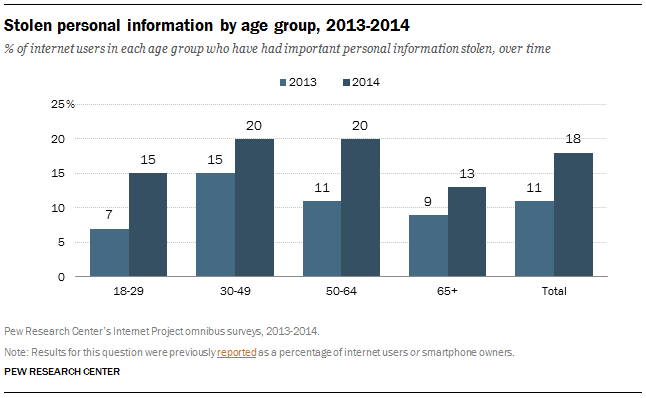 Stolen personal information by age group, 2013-2014
% of internet users in each age group who have had important personal information stolen, over time
2013 2014
25%
20
15
10
5
0
7 15 15 20 11 20 9 13 11 18
18-29 30-49 50-64 65+ Total
Pew Research Center's Internet Project omnibus surveys, 2013-2014.
Note: Results for this question were previously reported as a percentage of internet users or smartphone owners.
PEW RESEARCH CENTER